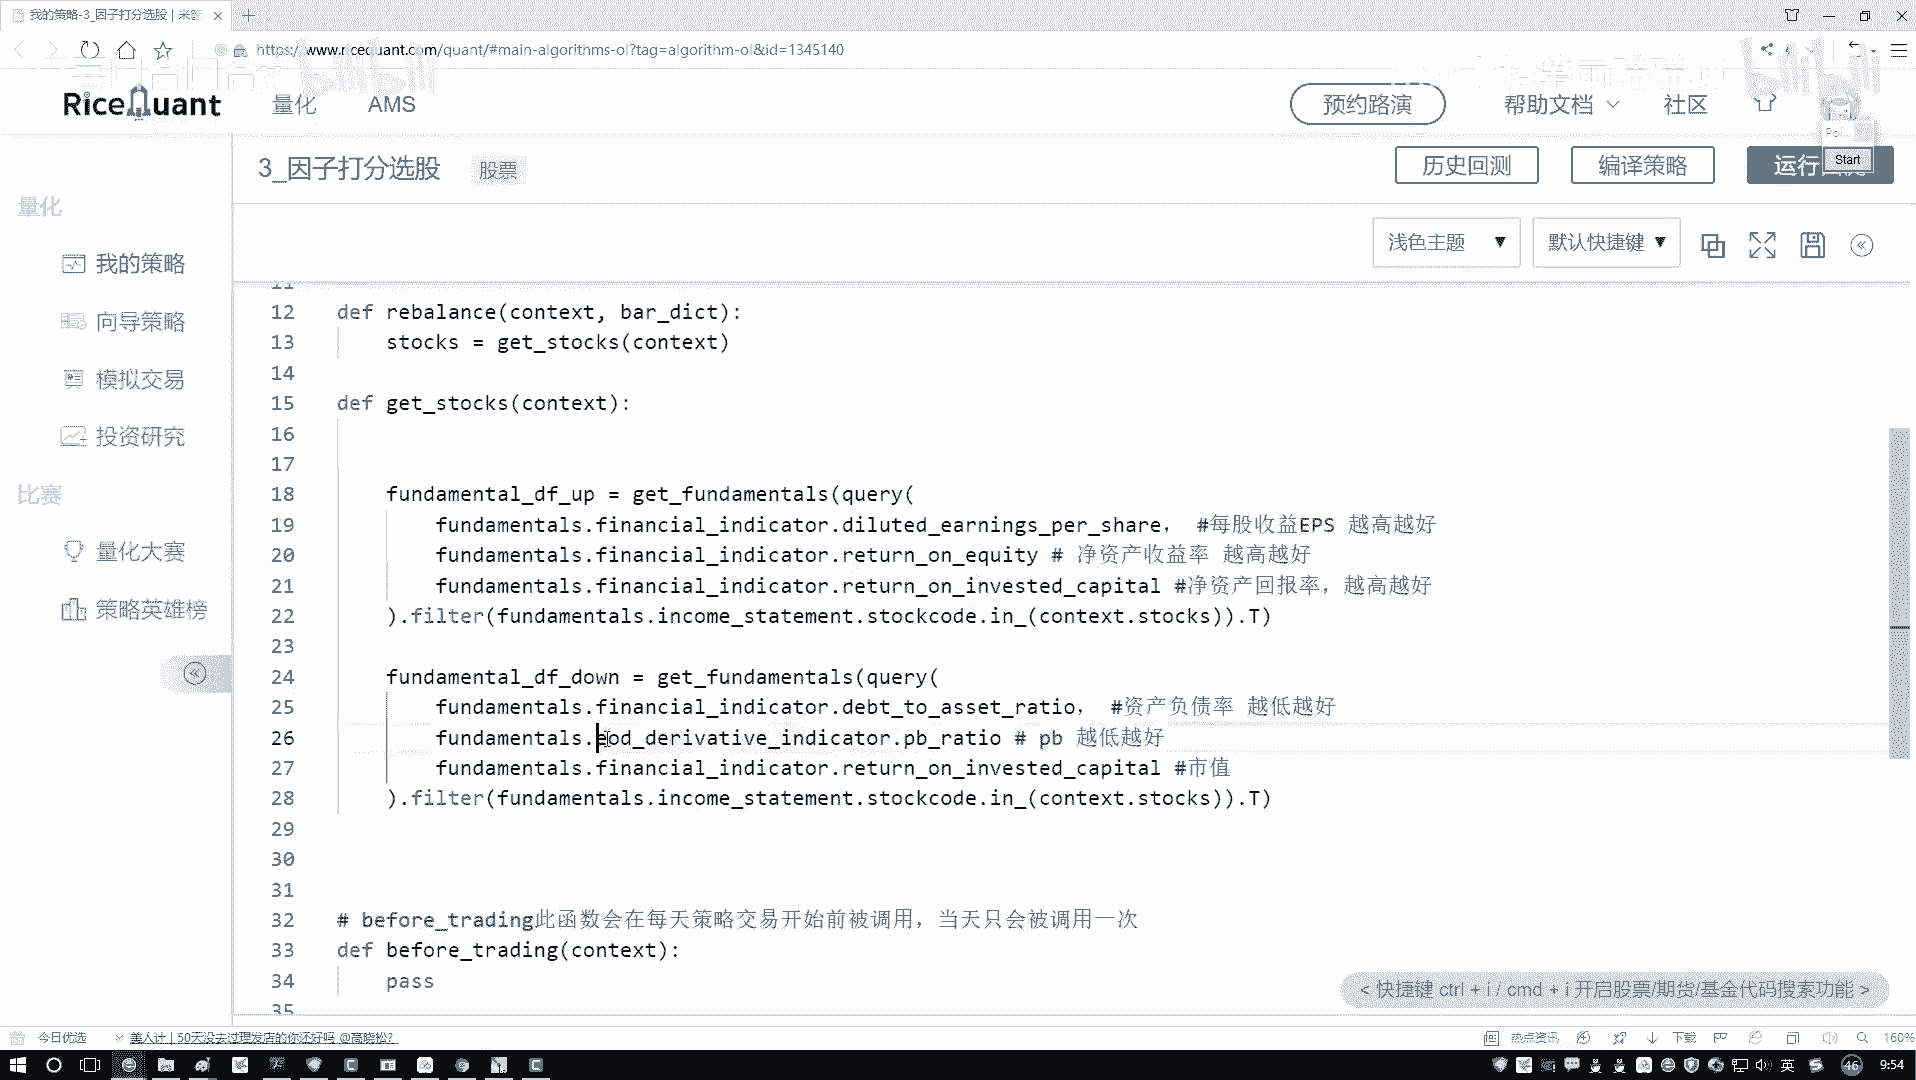 我的策略-3_因子打分选股 | 米筐
https://www.ricequant.com/quant/#main-algorithms-ol?tag=algorithm-ol&id=1345140
bilibili
bilibili
RiceQuant
量化
AMS
预约路演
帮助文档
社区
3_因子打分选股
股票
历史回测
编译策略
运行
Start
量化
我的策略
向导策略
模拟交易
投资研究
比赛
量化大赛
策略英雄榜
浅色主题
默认快捷键
11
12 def rebalance(context, bar_dict):
13 stocks = get_stocks(context)
14
15 def get_stocks(context):
16
17
18 fundamental_df_up = get_fundamentals(query(
19 fundamentals.financial_indicator.diluted_earnings_per_share, #每股收益EPS 越高越好
20 fundamentals.financial_indicator.return_on_equity # 净资产收益率 越高越好
21 fundamentals.financial_indicator.return_on_invested_capital #净资产回报率，越高越好
22 ).filter(fundamentals.income_statement.stockcode.in_(context.stocks)).T)
23
24 fundamental_df_down = get_fundamentals(query(
25 fundamentals.financial_indicator.debt_to_asset_ratio, #资产负债率 越低越好
26 fundamentals.eod_derivative_indicator.pb_ratio # pb 越低越好
27 fundamentals.financial_indicator.return_on_invested_capital #市值
28 ).filter(fundamentals.income_statement.stockcode.in_(context.stocks)).T)
29
30
31
32 # before_trading此函数会在每天策略交易开始前被调用，当天只会被调用一次
33 def before_trading(context):
34 pass
35
< 快捷键 ctrl + i / cmd + i 开启股票/期货/基金代码搜索功能 >
今日优选
美人计 | 50天没去过理发店的你还好吗 @高晓松?
热点资讯
下载
160%
英
46
9:54